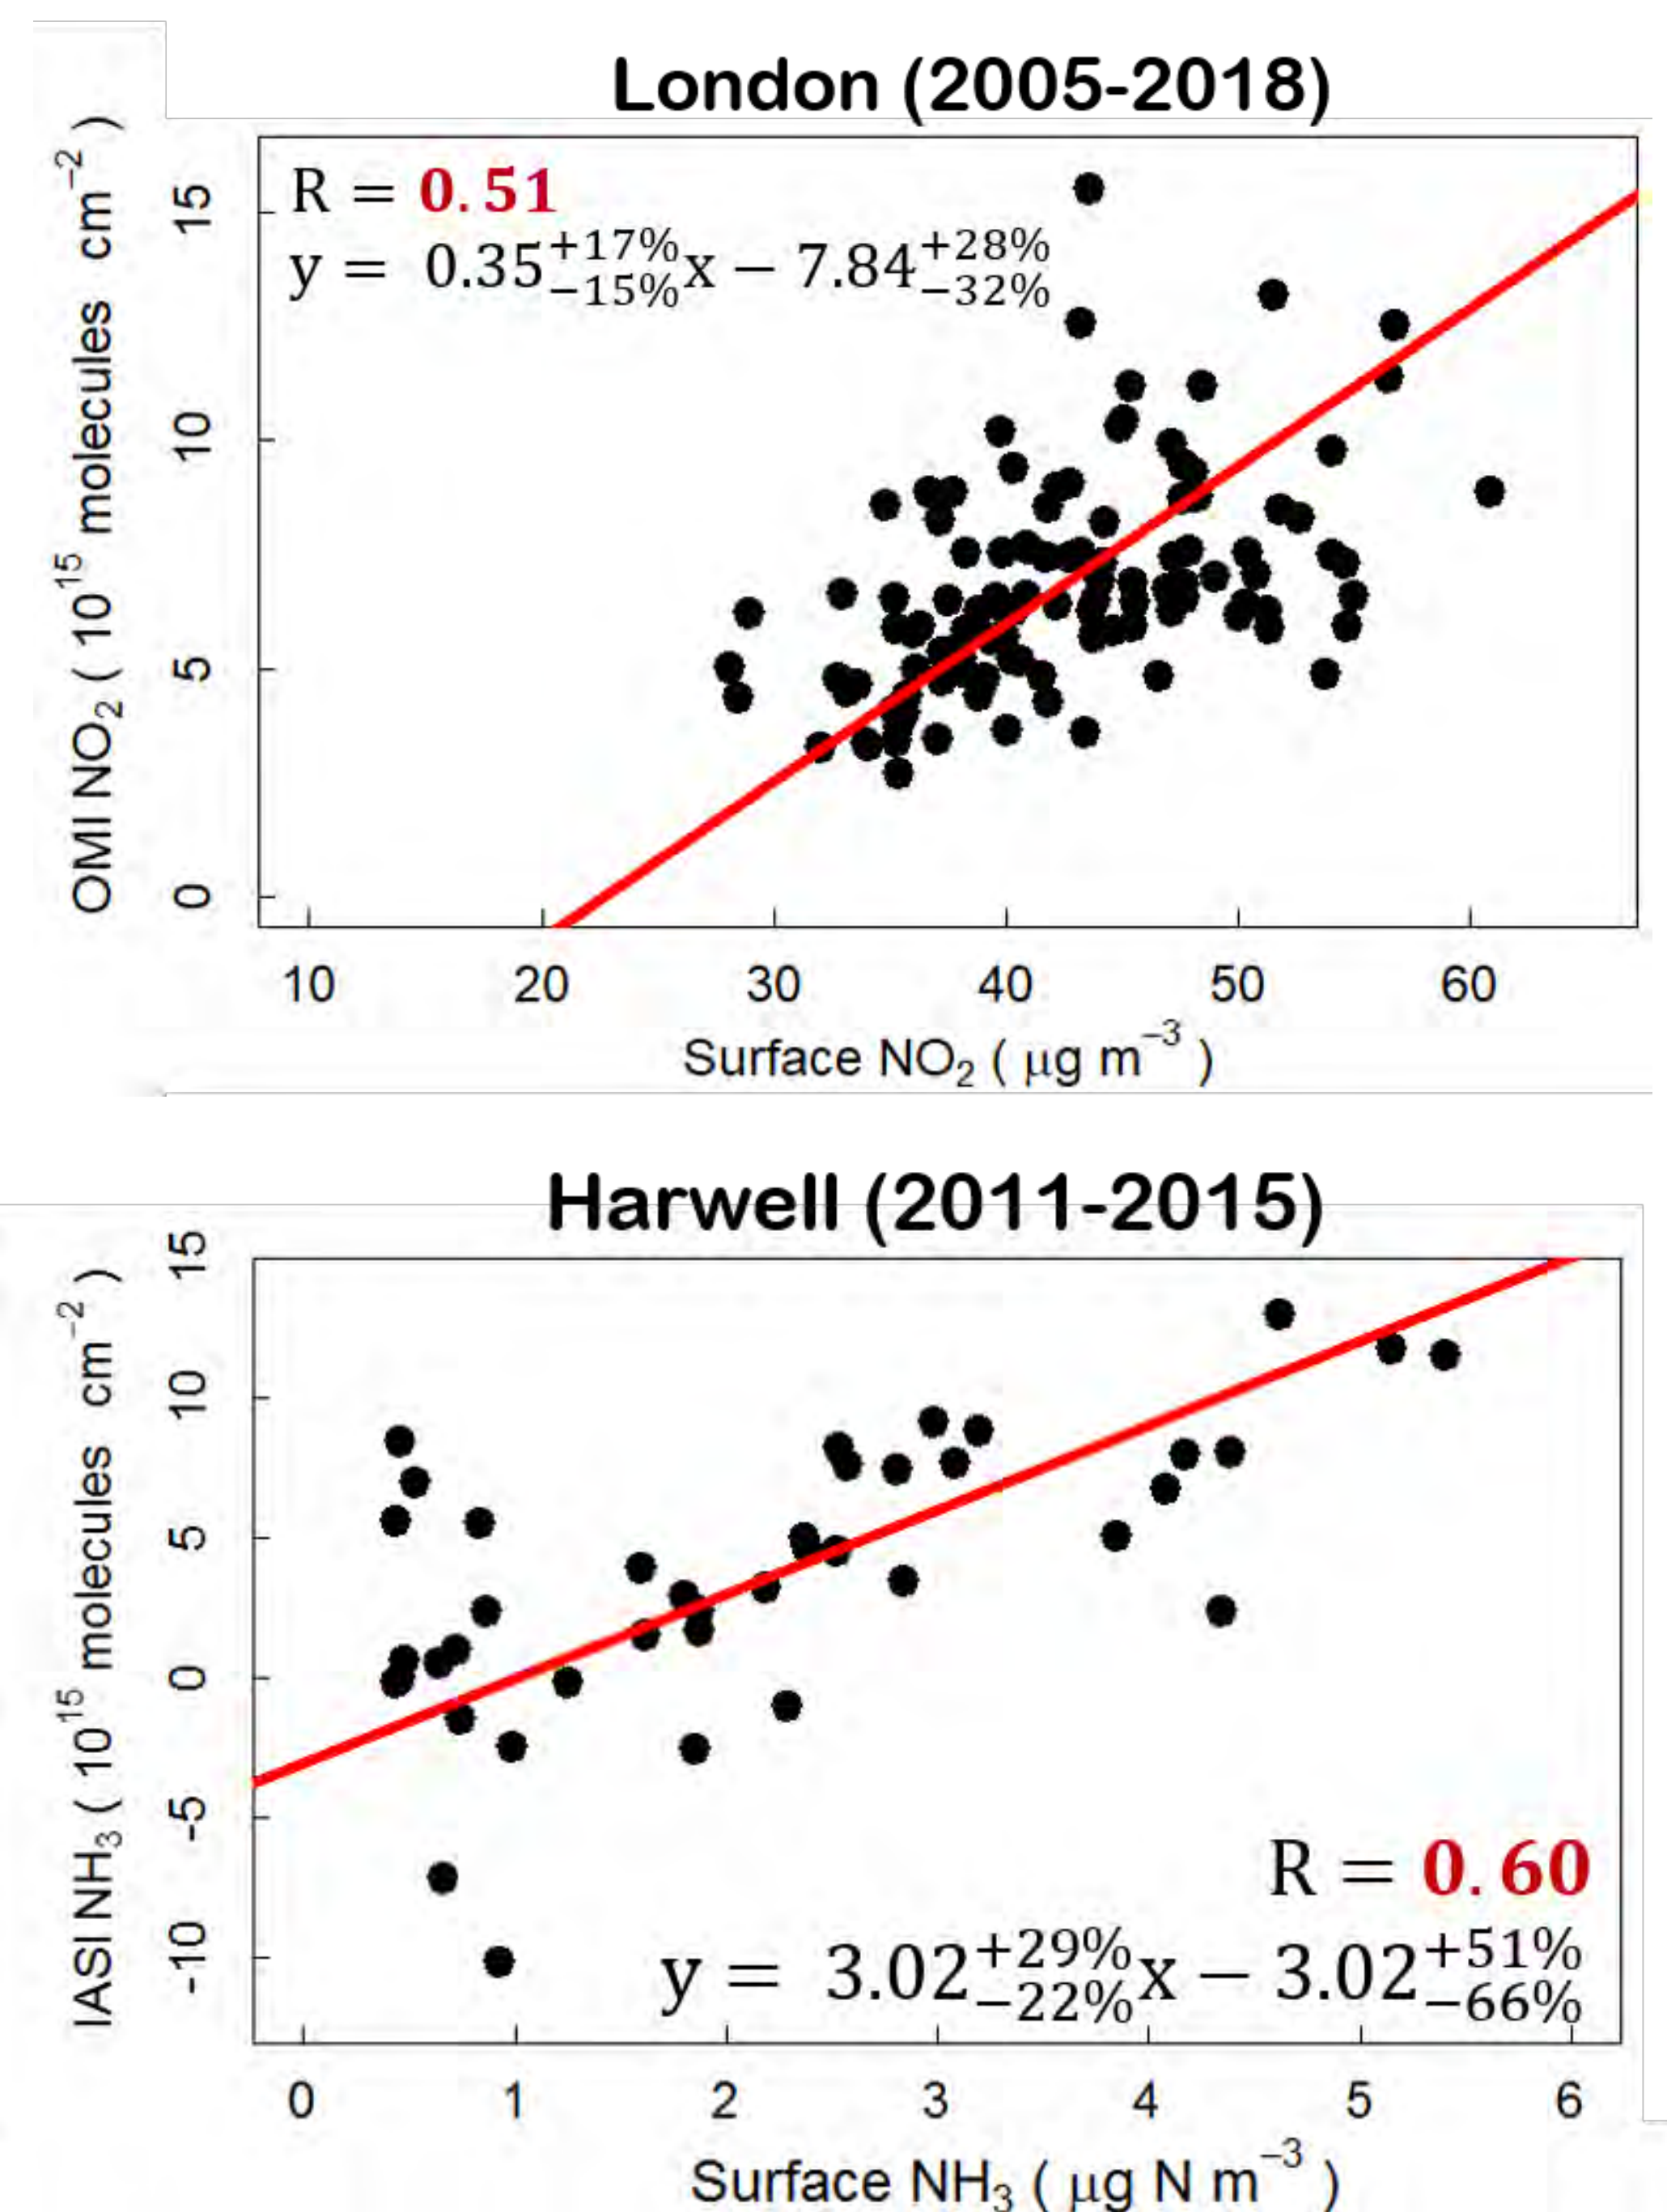 London (2005-2018)
R = 0.51
y = 0.35+17%−15%x − 7.84+28%−32%
OMI NO2 ( 10^15 molecules cm^−2 )
15
10
5
0
10 20 30 40 50 60
Surface NO2 ( μg m^−3 )
Harwell (2011-2015)
IASI NH3 ( 10^15 molecules cm^−2 )
15
10
5
0
-5
-10
R = 0.60
y = 3.02+29%−22%x − 3.02+51%−66%
0 1 2 3 4 5 6
Surface NH3 ( μg N m^−3 )